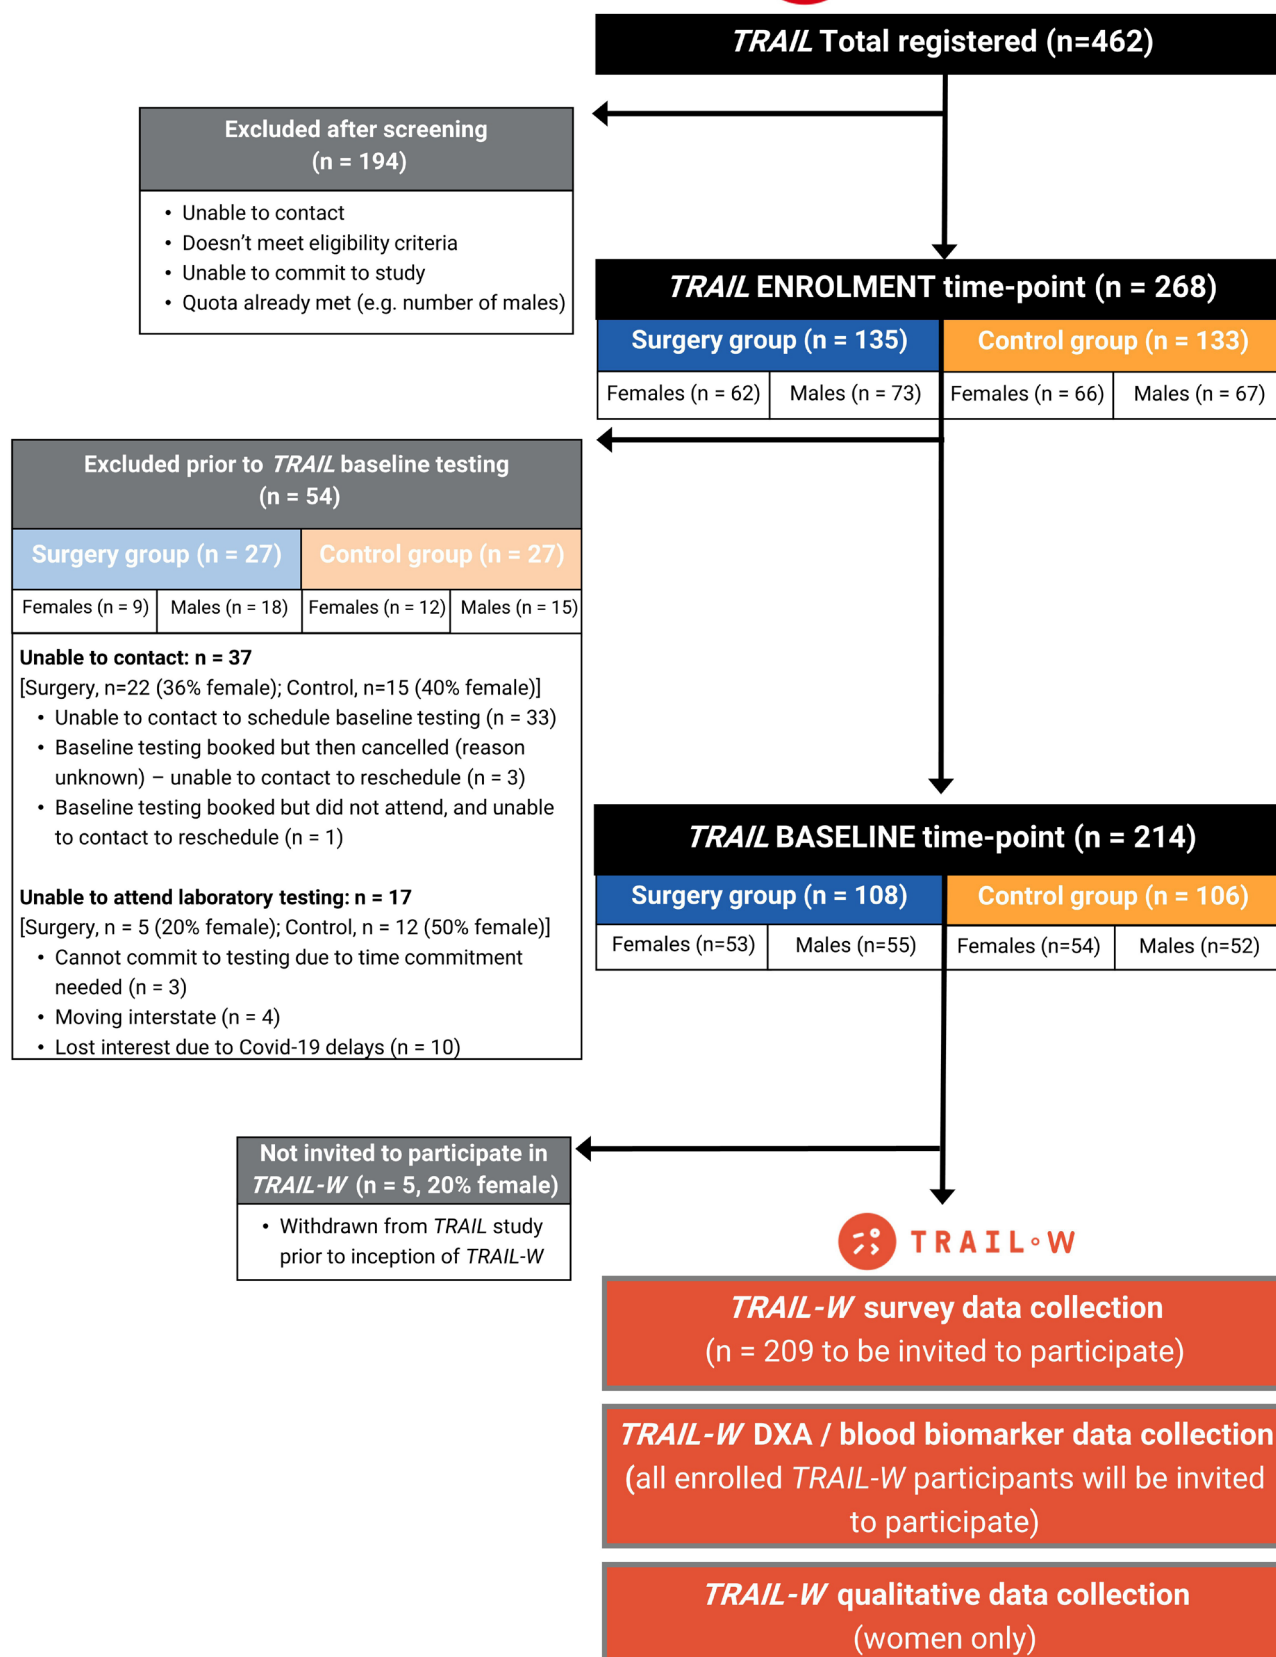 TRAIL Total registered (n=462)
Excluded after screening
(n = 194)
• Unable to contact
• Doesn't meet eligibility criteria
• Unable to commit to study
• Quota already met (e.g. number of males)
TRAIL ENROLMENT time-point (n = 268)
Surgery group (n = 135)
Control group (n = 133)
Females (n = 62)
Males (n = 73)
Females (n = 66)
Males (n = 67)
Excluded prior to TRAIL baseline testing
(n = 54)
Surgery group (n = 27)
Control group (n = 27)
Females (n = 9)
Males (n = 18)
Females (n = 12)
Males (n = 15)
Unable to contact: n = 37
[Surgery, n=22 (36% female); Control, n=15 (40% female)]
• Unable to contact to schedule baseline testing (n = 33)
• Baseline testing booked but then cancelled (reason
unknown) – unable to contact to reschedule (n = 3)
• Baseline testing booked but did not attend, and unable
to contact to reschedule (n = 1)
Unable to attend laboratory testing: n = 17
[Surgery, n = 5 (20% female); Control, n = 12 (50% female)]
• Cannot commit to testing due to time commitment
needed (n = 3)
• Moving interstate (n = 4)
• Lost interest due to Covid-19 delays (n = 10)
TRAIL BASELINE time-point (n = 214)
Surgery group (n = 108)
Control group (n = 106)
Females (n=53)
Males (n=55)
Females (n=54)
Males (n=52)
Not invited to participate in
TRAIL-W (n = 5, 20% female)
• Withdrawn from TRAIL study
prior to inception of TRAIL-W
TRAIL∘W
TRAIL-W survey data collection
(n = 209 to be invited to participate)
TRAIL-W DXA / blood biomarker data collection
(all enrolled TRAIL-W participants will be invited
to participate)
TRAIL-W qualitative data collection
(women only)